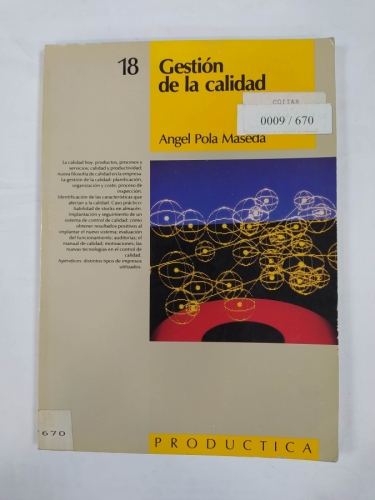 18
Gestión
de la calidad
COITAR
0009 / 670
Angel Pola Maseda
La calidad hoy: productos, procesos y
servicios; calidad y productividad;
nueva filosofía de calidad en la empresa.
La gestión de la calidad: planificación,
organización y coste, proceso de
inspección.
Identificación de las características que
afectan a la calidad. Caso práctico:
fiabilidad de stocks en almacén.
Implantación y seguimiento de un
sistema de control de calidad: cómo
obtener resultados positivos al
implantar el nuevo sistema; evaluación
del funcionamiento; auditorías; el
manual de calidad; motivaciones; las
nuevas tecnologías en el control de
calidad.
Apéndices: distintos tipos de impresos
utilizados.
670
PRODUCTICA